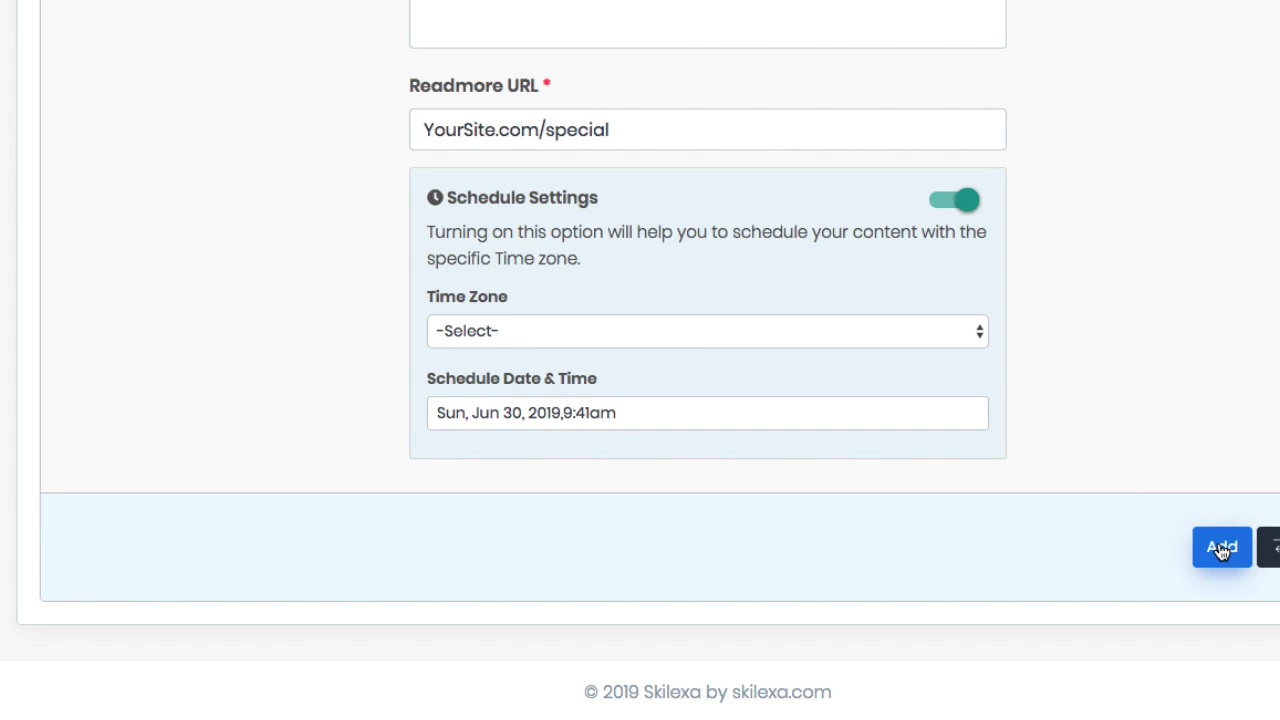 Readmore URL *
YourSite.com/special
Schedule Settings
Turning on this option will help you to schedule your content with the
specific Time zone.
Time Zone
-Select-
Schedule Date & Time
Sun, Jun 30, 2019,9:41am
Add
© 2019 Skilexa by skilexa.com